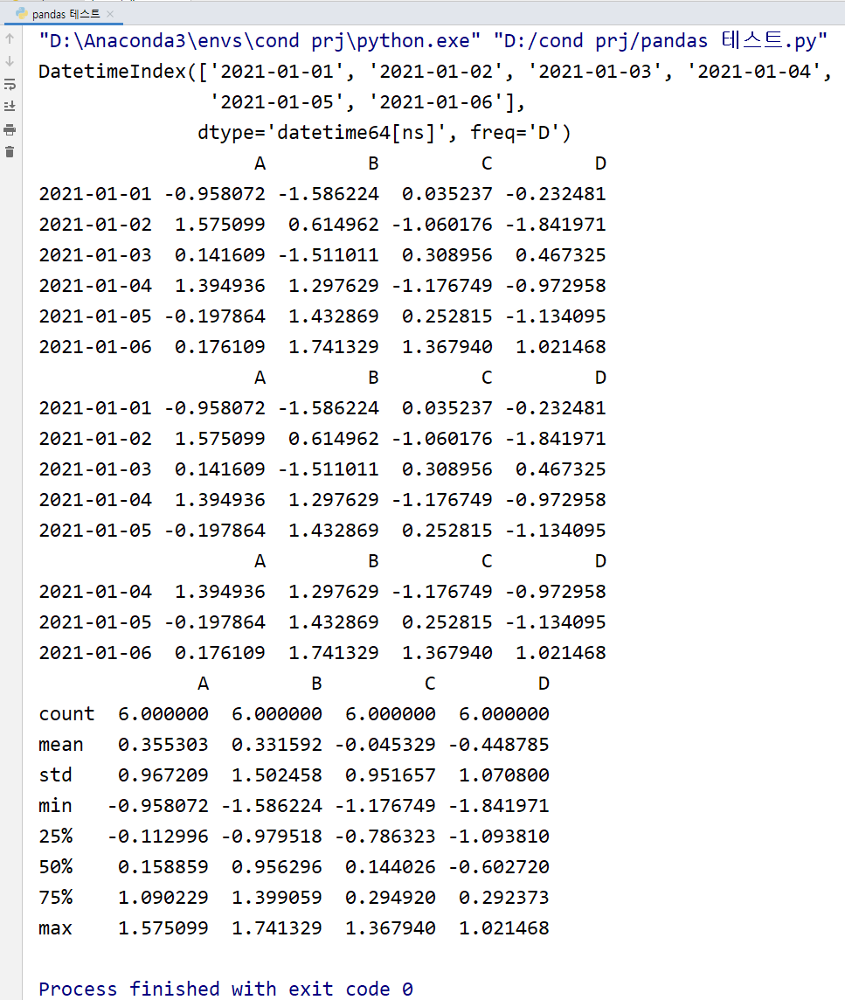 pandas 테스트
"D:\Anaconda3\envs\cond prj\python.exe" "D:/cond prj/pandas 테스트.py"
DatetimeIndex(['2021-01-01', '2021-01-02', '2021-01-03', '2021-01-04',
               '2021-01-05', '2021-01-06'],
              dtype='datetime64[ns]', freq='D')
                   A         B         C         D
2021-01-01 -0.958072 -1.586224  0.035237 -0.232481
2021-01-02  1.575099  0.614962 -1.060176 -1.841971
2021-01-03  0.141609 -1.511011  0.308956  0.467325
2021-01-04  1.394936  1.297629 -1.176749 -0.972958
2021-01-05 -0.197864  1.432869  0.252815 -1.134095
2021-01-06  0.176109  1.741329  1.367940  1.021468
                   A         B         C         D
2021-01-01 -0.958072 -1.586224  0.035237 -0.232481
2021-01-02  1.575099  0.614962 -1.060176 -1.841971
2021-01-03  0.141609 -1.511011  0.308956  0.467325
2021-01-04  1.394936  1.297629 -1.176749 -0.972958
2021-01-05 -0.197864  1.432869  0.252815 -1.134095
                   A         B         C         D
2021-01-04  1.394936  1.297629 -1.176749 -0.972958
2021-01-05 -0.197864  1.432869  0.252815 -1.134095
2021-01-06  0.176109  1.741329  1.367940  1.021468
              A         B         C         D
count  6.000000  6.000000  6.000000  6.000000
mean   0.355303  0.331592 -0.045329 -0.448785
std    0.967209  1.502458  0.951657  1.070800
min   -0.958072 -1.586224 -1.176749 -1.841971
25%   -0.112996 -0.979518 -0.786323 -1.093810
50%    0.158859  0.956296  0.144026 -0.602720
75%    1.090229  1.399059  0.294920  0.292373
max    1.575099  1.741329  1.367940  1.021468
Process finished with exit code 0